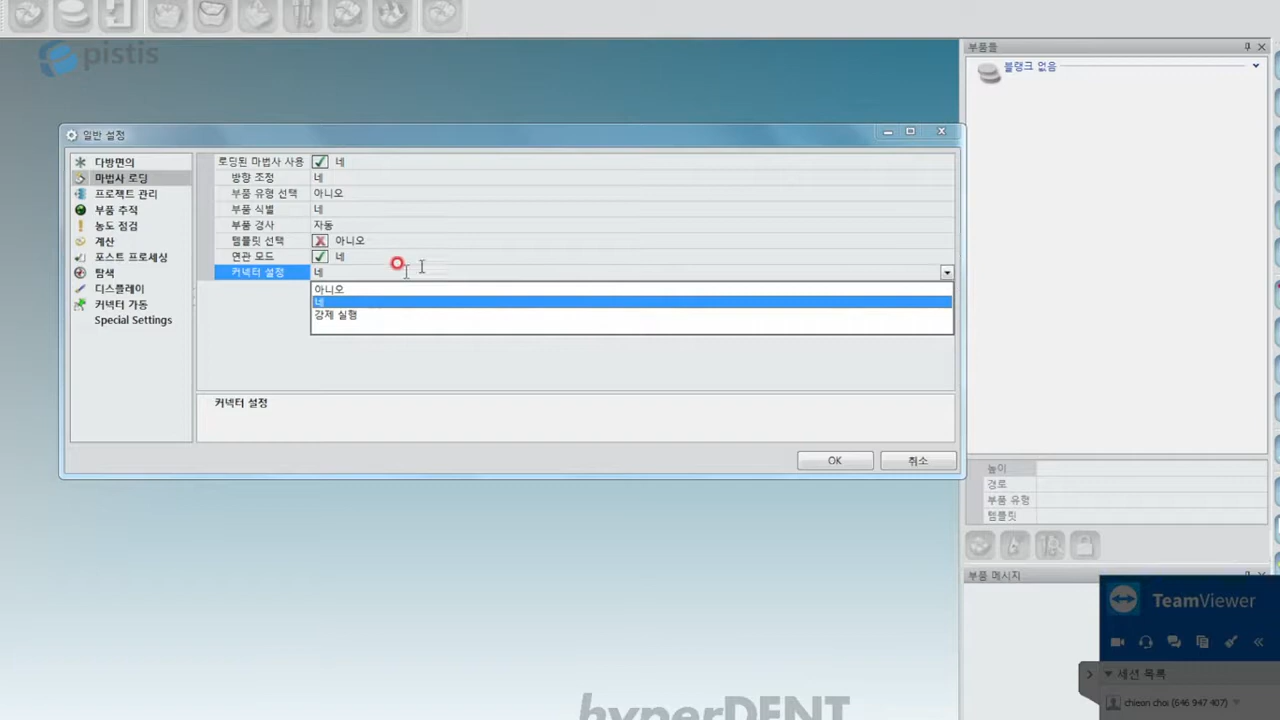 pistis
부품들
블랭크 없음
일반 설정
다방면의
마법사 로딩
프로젝트 관리
부품 추적
농도 점검
계산
포스트 프로세싱
탐색
디스플레이
커넥터 가동
Special Settings
로딩된 마법사 사용 네
방향 조정 네
부품 유형 선택 아니오
부품 식별 네
부품 경사 자동
템플릿 선택 아니오
연관 모드 네
커넥터 설정 네
아니오
네
강제 실행
커넥터 설정
OK 취소
높이
경로
부품 유형
템플릿
부품 메시지
TeamViewer
세션 목록
chieon choi (646 947 407)
hyperDENT